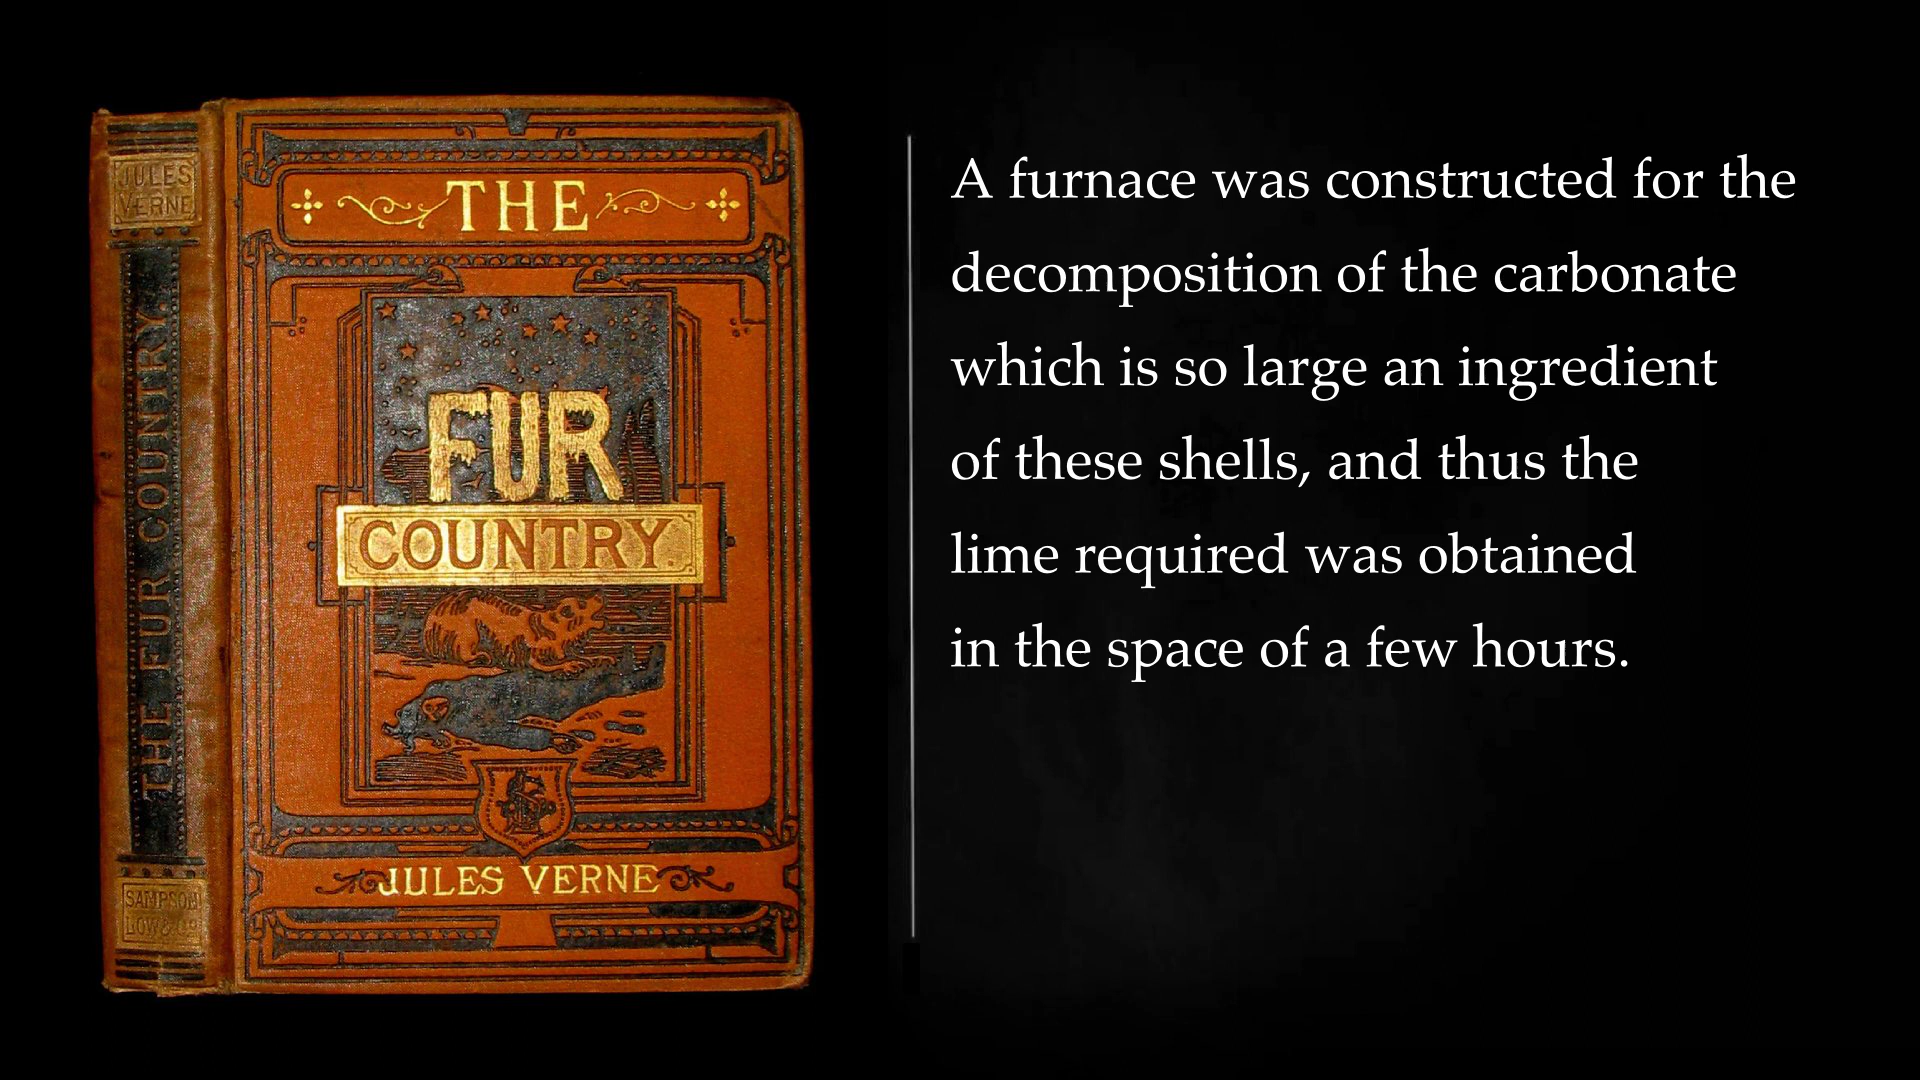 JULES
VERNE
THE FUR COUNTRY.
SAMPSON
LOW & Co
THE
FUR
COUNTRY.
JULES VERNE
A furnace was constructed for the
decomposition of the carbonate
which is so large an ingredient
of these shells, and thus the
lime required was obtained
in the space of a few hours.